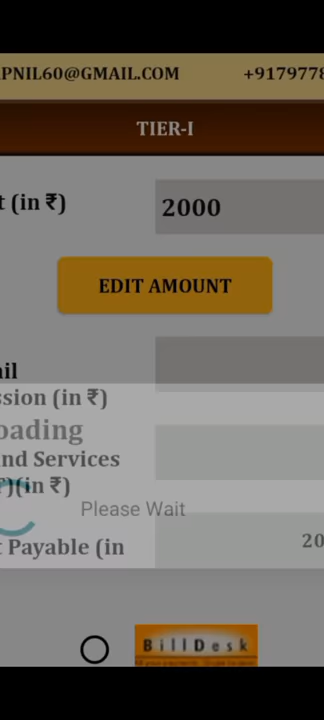 PNIL60@GMAIL.COM +9179778
TIER-I
t (in ₹) 2000
EDIT AMOUNT
ail
ssion (in ₹)
oading
and Services
T)(in ₹)
Please Wait
t Payable (in 20
BillDesk